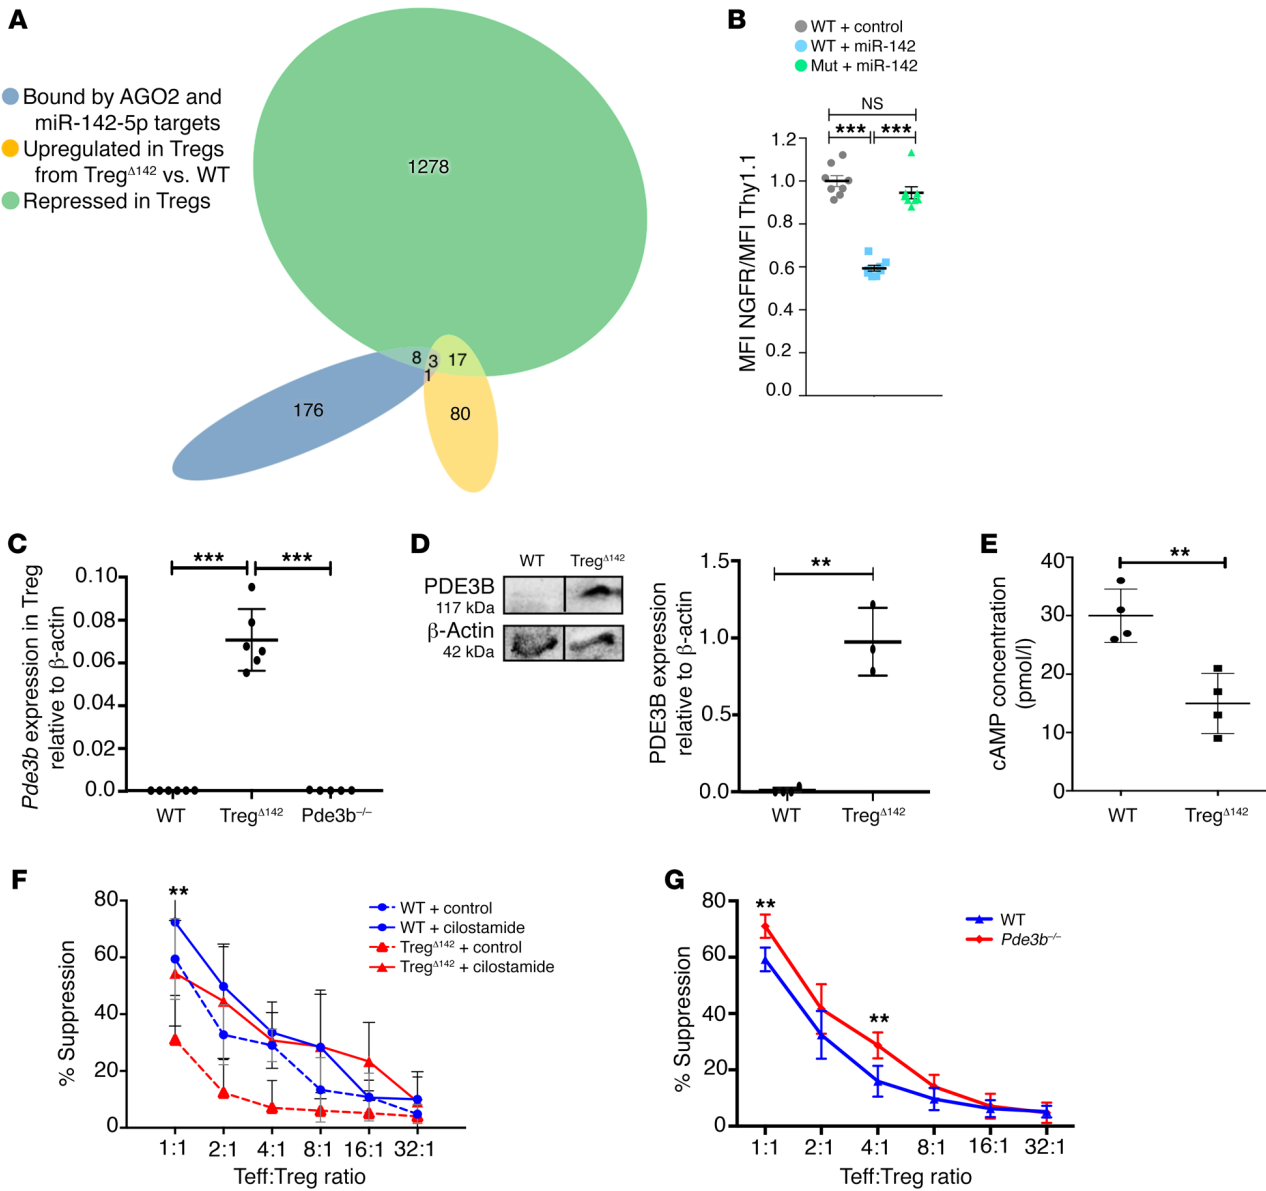 A
Bound by AGO2 and
miR-142-5p targets
Upregulated in Tregs
from TregΔ142 vs. WT
Repressed in Tregs
1278
8
3
17
1
176
80
B
WT + control
WT + miR-142
Mut + miR-142
NS
***
***
MFI NGFR/MFI Thy1.1
1.2
1.0
0.8
0.6
0.4
0.2
0.0
C
***
***
Pde3b expression in Treg
relative to β-actin
0.10
0.08
0.06
0.04
0.02
0.0
WT
TregΔ142
Pde3b–/–
D
WT
TregΔ142
PDE3B
117 kDa
β-Actin
42 kDa
**
PDE3B expression
relative to β-actin
1.5
1.0
0.5
0.0
WT
TregΔ142
E
**
cAMP concentration
(pmol/l)
40
30
20
10
0
WT
TregΔ142
F
**
% Suppression
80
60
40
20
0
WT + control
WT + cilostamide
TregΔ142 + control
TregΔ142 + cilostamide
1:1
2:1
4:1
8:1
16:1
32:1
Teff:Treg ratio
G
**
**
% Suppression
80
60
40
20
0
WT
Pde3b–/–
1:1
2:1
4:1
8:1
16:1
32:1
Teff:Treg ratio